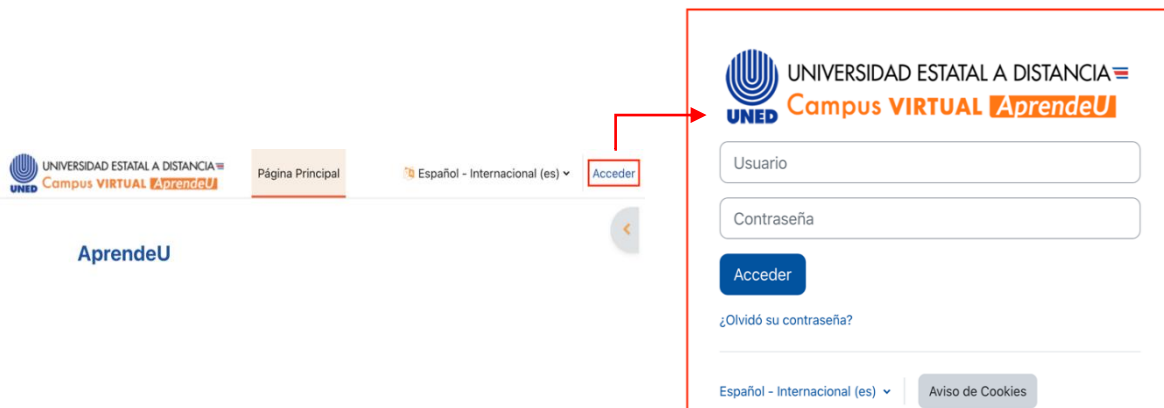 UNIVERSIDAD ESTATAL A DISTANCIA
UNED Campus VIRTUAL AprendeU
Página Principal
Español - Internacional (es)
Acceder
AprendeU
UNIVERSIDAD ESTATAL A DISTANCIA
UNED Campus VIRTUAL AprendeU
Usuario
Contraseña
Acceder
¿Olvidó su contraseña?
Español - Internacional (es)
Aviso de Cookies